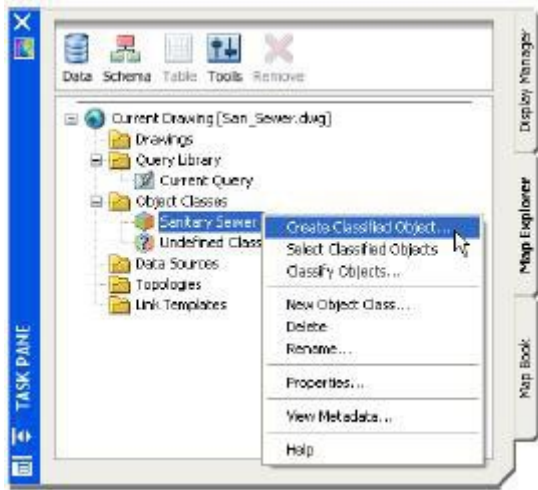 Data Schema Table Tools Remove
Current Drawing [San_Sewer.dwg]
Drawings
Query Library
Current Query
Object Classes
Sanitary Sewer
Undefined Class
Data Sources
Topologies
Link Templates
Create Classified Object...
Select Classified Objects
Classify Objects...
New Object Class...
Delete
Rename...
Properties...
View Metadata...
Help
Display Manager
Map Explorer
Map Book
TASK PANE